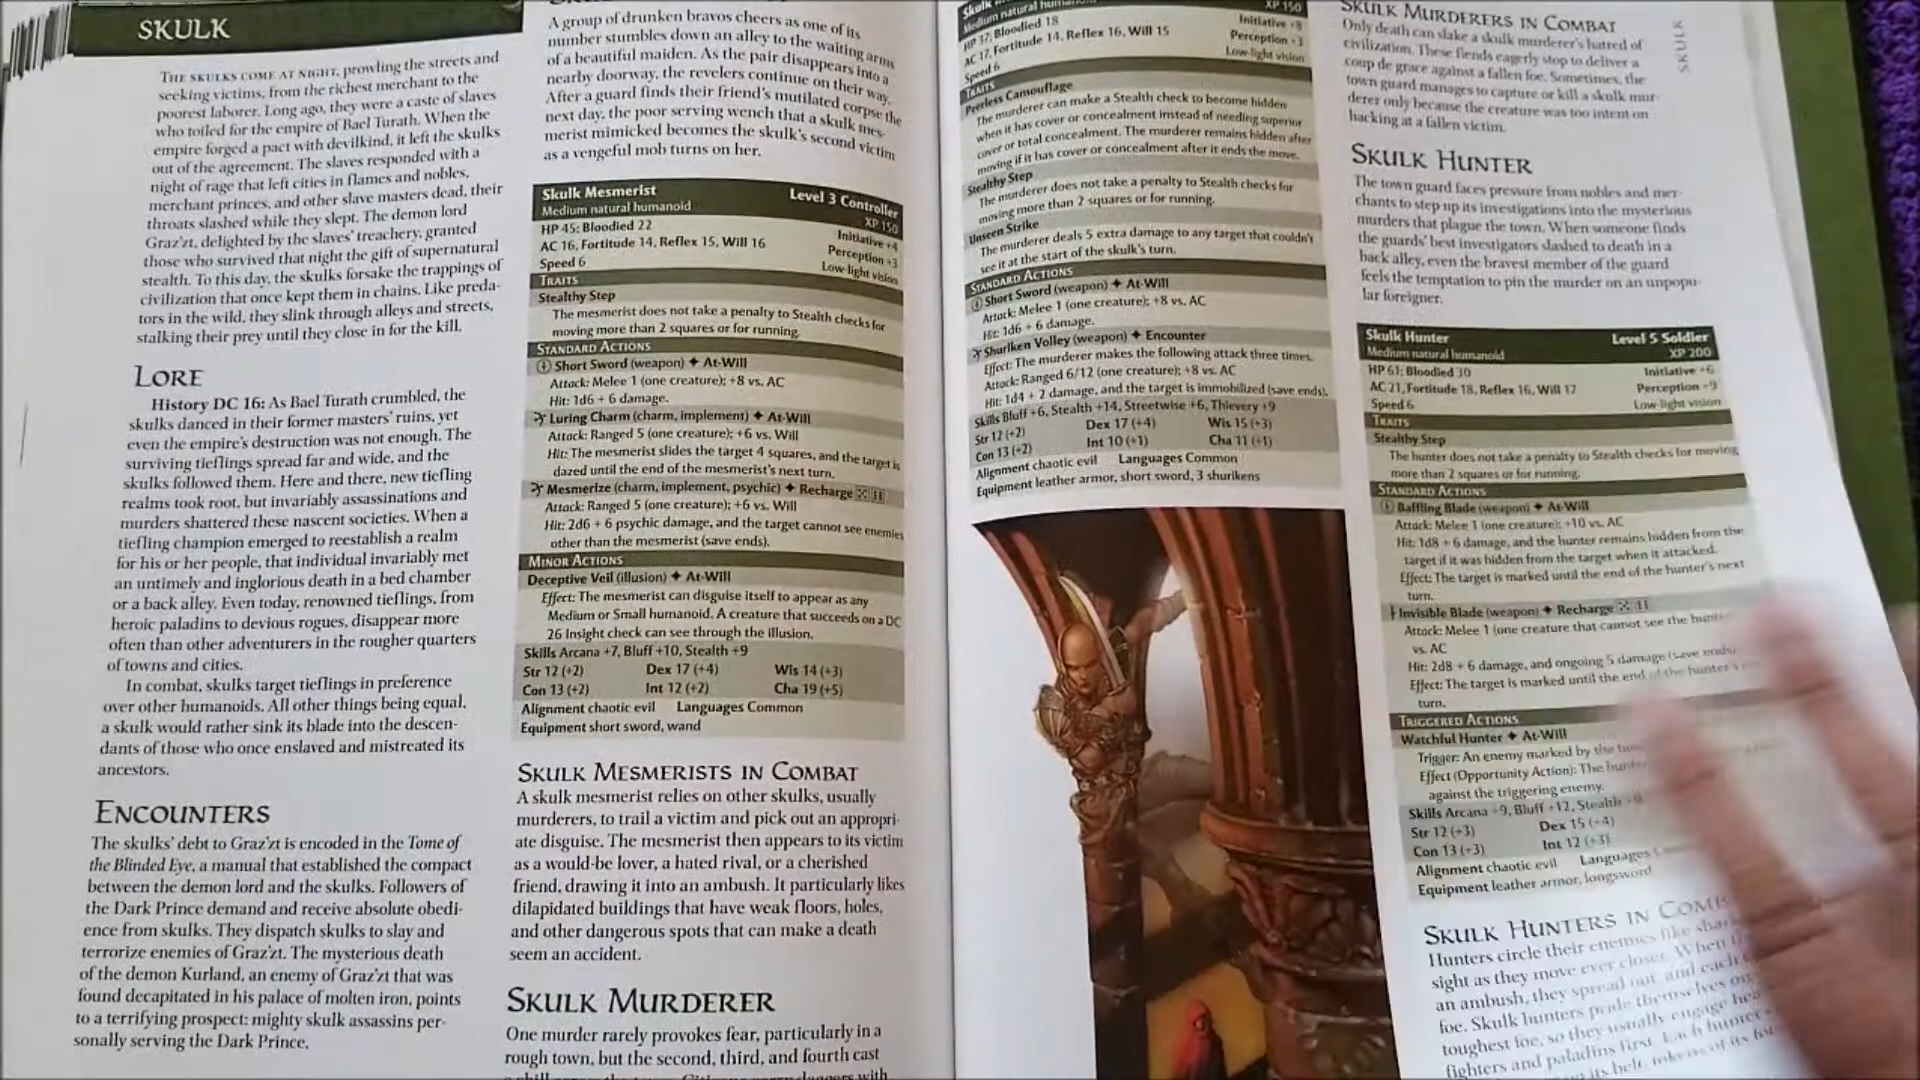 SKULK
THE SKULKS COME AT NIGHT, prowling the streets and
seeking victims, from the richest merchant to the
poorest laborer. Long ago, they were a caste of slaves
who toiled for the empire of Bael Turath. When the
empire forged a pact with devilkind, it left the skulks
out of the agreement. The slaves responded with a
night of rage that left cities in flames and nobles,
merchant princes, and other slave masters dead, their
throats slashed while they slept. The demon lord
Graz'zt, delighted by the slaves' treachery, granted
those who survived that night the gift of supernatural
stealth. To this day, the skulks forsake the trappings of
civilization that once kept them in chains. Like preda-
tors in the wild, they slink through alleys and streets,
stalking their prey until they close in for the kill.
LORE
History DC 16: As Bael Turath crumbled, the
skulks danced in their former masters' ruins, yet
even the empire's destruction was not enough. The
surviving tieflings spread far and wide, and the
skulks followed them. Here and there, new tiefling
realms took root, but invariably assassinations and
murders shattered these nascent societies. When a
tiefling champion emerged to reestablish a realm
for his or her people, that individual invariably met
an untimely and inglorious death in a bed chamber
or a back alley. Even today, renowned tieflings, from
heroic paladins to devious rogues, disappear more
often than other adventurers in the rougher quarters
of towns and cities.
In combat, skulks target tieflings in preference
over other humanoids. All other things being equal,
a skulk would rather sink its blade into the descen-
dants of those who once enslaved and mistreated its
ancestors.
ENCOUNTERS
The skulks' debt to Graz'zt is encoded in the Tome of
the Blinded Eye, a manual that established the compact
between the demon lord and the skulks. Followers of
the Dark Prince demand and receive absolute obedi-
ence from skulks. They dispatch skulks to slay and
terrorize enemies of Graz'zt. The mysterious death
of the demon Kurland, an enemy of Graz'zt that was
found decapitated in his palace of molten iron, points
to a terrifying prospect: mighty skulk assassins per-
sonally serving the Dark Prince.
A group of drunken bravos cheers as one of its
number stumbles down an alley to the waiting arms
of a beautiful maiden. As the pair disappears into a
nearby doorway, the revelers continue on their way.
After a guard finds their friend's mutilated corpse the
next day, the poor serving wench that a skulk mes-
merist mimicked becomes the skulk's second victim
as a vengeful mob turns on her.
Skulk Mesmerist Level 3 Controller
Medium natural humanoid XP 150
HP 45; Bloodied 22 Initiative +4
AC 16, Fortitude 14, Reflex 15, Will 16 Perception +3
Speed 6 Low-light vision
TRAITS
Stealthy Step
The mesmerist does not take a penalty to Stealth checks for
moving more than 2 squares or for running.
STANDARD ACTIONS
Short Sword (weapon) ✦ At-Will
Attack: Melee 1 (one creature); +8 vs. AC
Hit: 1d6 + 6 damage.
Luring Charm (charm, implement) ✦ At-Will
Attack: Ranged 5 (one creature); +6 vs. Will
Hit: The mesmerist slides the target 4 squares, and the target is
dazed until the end of the mesmerist's next turn.
Mesmerize (charm, implement, psychic) ✦ Recharge ⚄ ⚅
Attack: Ranged 5 (one creature); +6 vs. Will
Hit: 2d6 + 6 psychic damage, and the target cannot see enemies
other than the mesmerist (save ends).
MINOR ACTIONS
Deceptive Veil (illusion) ✦ At-Will
Effect: The mesmerist can disguise itself to appear as any
Medium or Small humanoid. A creature that succeeds on a DC
26 Insight check can see through the illusion.
Skills Arcana +7, Bluff +10, Stealth +9
Str 12 (+2) Dex 17 (+4) Wis 14 (+3)
Con 13 (+2) Int 12 (+2) Cha 19 (+5)
Alignment chaotic evil Languages Common
Equipment short sword, wand
SKULK MESMERISTS IN COMBAT
A skulk mesmerist relies on other skulks, usually
murderers, to trail a victim and pick out an appropri-
ate disguise. The mesmerist then appears to its victim
as a would-be lover, a hated rival, or a cherished
friend, drawing it into an ambush. It particularly likes
dilapidated buildings that have weak floors, holes,
and other dangerous spots that can make a death
seem an accident.
SKULK MURDERER
One murder rarely provokes fear, particularly in a
rough town, but the second, third, and fourth cast
Medium natural humanoid XP 150
HP 37; Bloodied 18 Initiative +8
AC 17, Fortitude 14, Reflex 16, Will 15 Perception +3
Speed 6 Low-light vision
TRAITS
Peerless Camouflage
The murderer can make a Stealth check to become hidden
when it has cover or concealment instead of needing superior
cover or total concealment. The murderer remains hidden after
moving if it has cover or concealment after it ends the move.
Stealthy Step
The murderer does not take a penalty to Stealth checks for
moving more than 2 squares or for running.
Unseen Strike
The murderer deals 5 extra damage to any target that couldn't
see it at the start of the skulk's turn.
STANDARD ACTIONS
Short Sword (weapon) ✦ At-Will
Attack: Melee 1 (one creature); +8 vs. AC
Hit: 1d6 + 6 damage.
Shuriken Volley (weapon) ✦ Encounter
Effect: The murderer makes the following attack three times.
Attack: Ranged 6/12 (one creature); +8 vs. AC
Hit: 1d4 + 2 damage, and the target is immobilized (save ends).
Skills Bluff +6, Stealth +14, Streetwise +6, Thievery +9
Str 12 (+2) Dex 17 (+4) Wis 15 (+3)
Con 13 (+2) Int 10 (+1) Cha 11 (+1)
Alignment chaotic evil Languages Common
Equipment leather armor, short sword, 3 shurikens
SKULK MURDERERS IN COMBAT
Only death can slake a skulk murderer's hatred of
civilization. These fiends eagerly stop to deliver a
coup de grace against a fallen foe. Sometimes, the
town guard manages to capture or kill a skulk mur-
derer only because the creature was too intent on
hacking at a fallen victim.
SKULK
SKULK HUNTER
The town guard faces pressure from nobles and mer-
chants to step up its investigations into the mysterious
murders that plague the town. When someone finds
the guards' best investigators slashed to death in a
back alley, even the bravest member of the guard
feels the temptation to pin the murder on an unpopu-
lar foreigner.
Skulk Hunter Level 5 Soldier
Medium natural humanoid XP 200
HP 61; Bloodied 30 Initiative +6
AC 21, Fortitude 18, Reflex 16, Will 17 Perception +9
Speed 6 Low-light vision
TRAITS
Stealthy Step
The hunter does not take a penalty to Stealth checks for moving
more than 2 squares or for running.
STANDARD ACTIONS
Baffling Blade (weapon) ✦ At-Will
Attack: Melee 1 (one creature); +10 vs. AC
Hit: 1d8 + 6 damage, and the hunter remains hidden from the
target if it was hidden from the target when it attacked.
Effect: The target is marked until the end of the hunter's next
turn.
Invisible Blade (weapon) ✦ Recharge ⚄ ⚅
Attack: Melee 1 (one creature that cannot see the
vs. AC
Hit: 2d8 + 6 damage, and ongoing 5 damage (save ends)
Effect: The target is marked until the end of the hunter's
turn.
TRIGGERED ACTIONS
Watchful Hunter ✦ At-Will
Trigger: An enemy marked by the
Effect (Opportunity Action): The
against the triggering enemy.
Skills Arcana +9, Bluff +12, Stealth
Str 12 (+3) Dex 15 (+4)
Con 13 (+3) Int 12 (+3)
Alignment chaotic evil Languages
Equipment leather armor, longsword
SKULK HUNTERS IN
Hunters circle their enemies like
sight as they move ever closer. When
an ambush, they spread out, and each
foe. Skulk hunters pride themselves
toughest foe, so they usually engage
fighters and paladins first. Each hunter
its belt, tokens of its